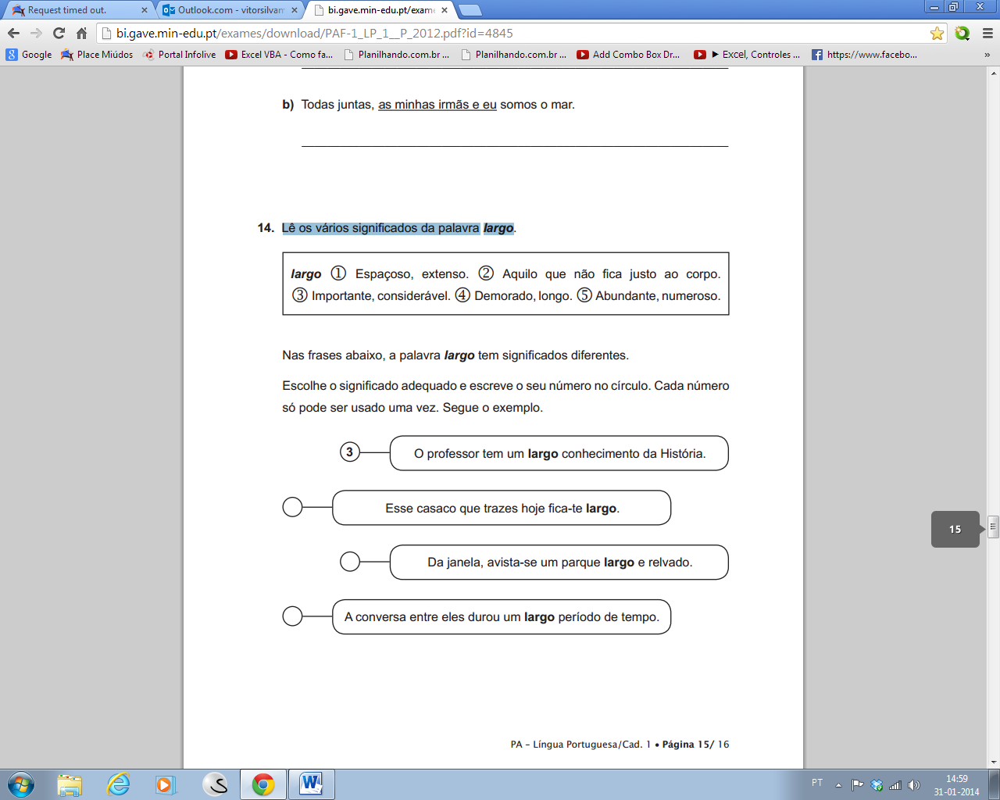 Request timed out.
Outlook.com - vitorsilvam
bi.gave.min-edu.pt/exame
bi.gave.min-edu.pt/exames/download/PAF-1_LP_1__P_2012.pdf?id=4845
Google
Place Miúdos
Portal Infolive
Excel VBA - Como fa...
Planilhando.com.br ...
Planilhando.com.br ...
Add Combo Box Dr...
► Excel, Controles ...
https://www.facebo...
»
b) Todas juntas, as minhas irmãs e eu somos o mar.
14. Lê os vários significados da palavra largo.
largo ① Espaçoso, extenso. ② Aquilo que não fica justo ao corpo.
③ Importante, considerável. ④ Demorado, longo. ⑤ Abundante, numeroso.
Nas frases abaixo, a palavra largo tem significados diferentes.
Escolhe o significado adequado e escreve o seu número no círculo. Cada número
só pode ser usado uma vez. Segue o exemplo.
3 O professor tem um largo conhecimento da História.
Esse casaco que trazes hoje fica-te largo.
15
Da janela, avista-se um parque largo e relvado.
A conversa entre eles durou um largo período de tempo.
PA – Língua Portuguesa/Cad. 1 • Página 15/ 16
PT
14:59
31-01-2014